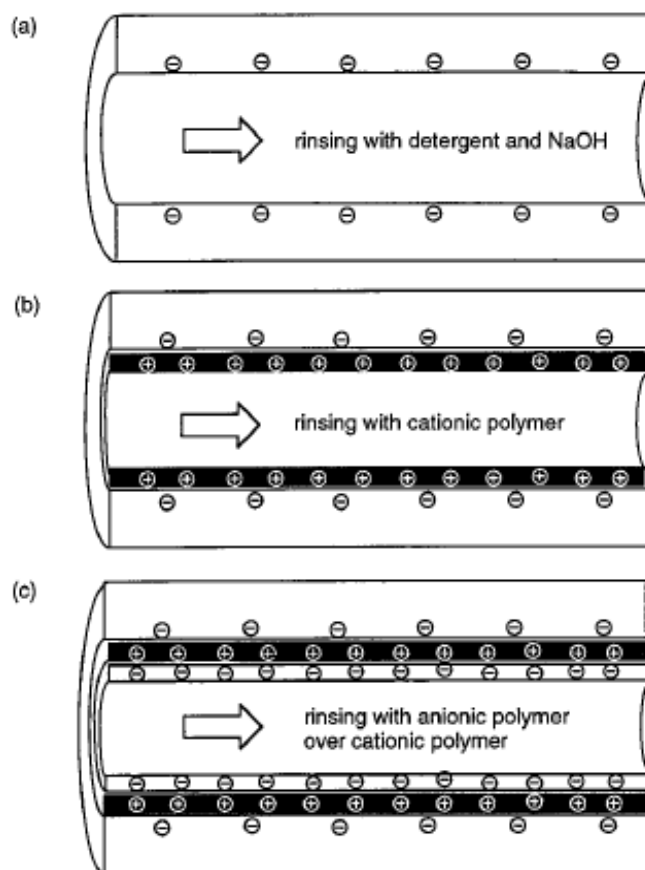 (a)
rinsing with detergent and NaOH
(b)
rinsing with cationic polymer
(c)
rinsing with anionic polymer
over cationic polymer